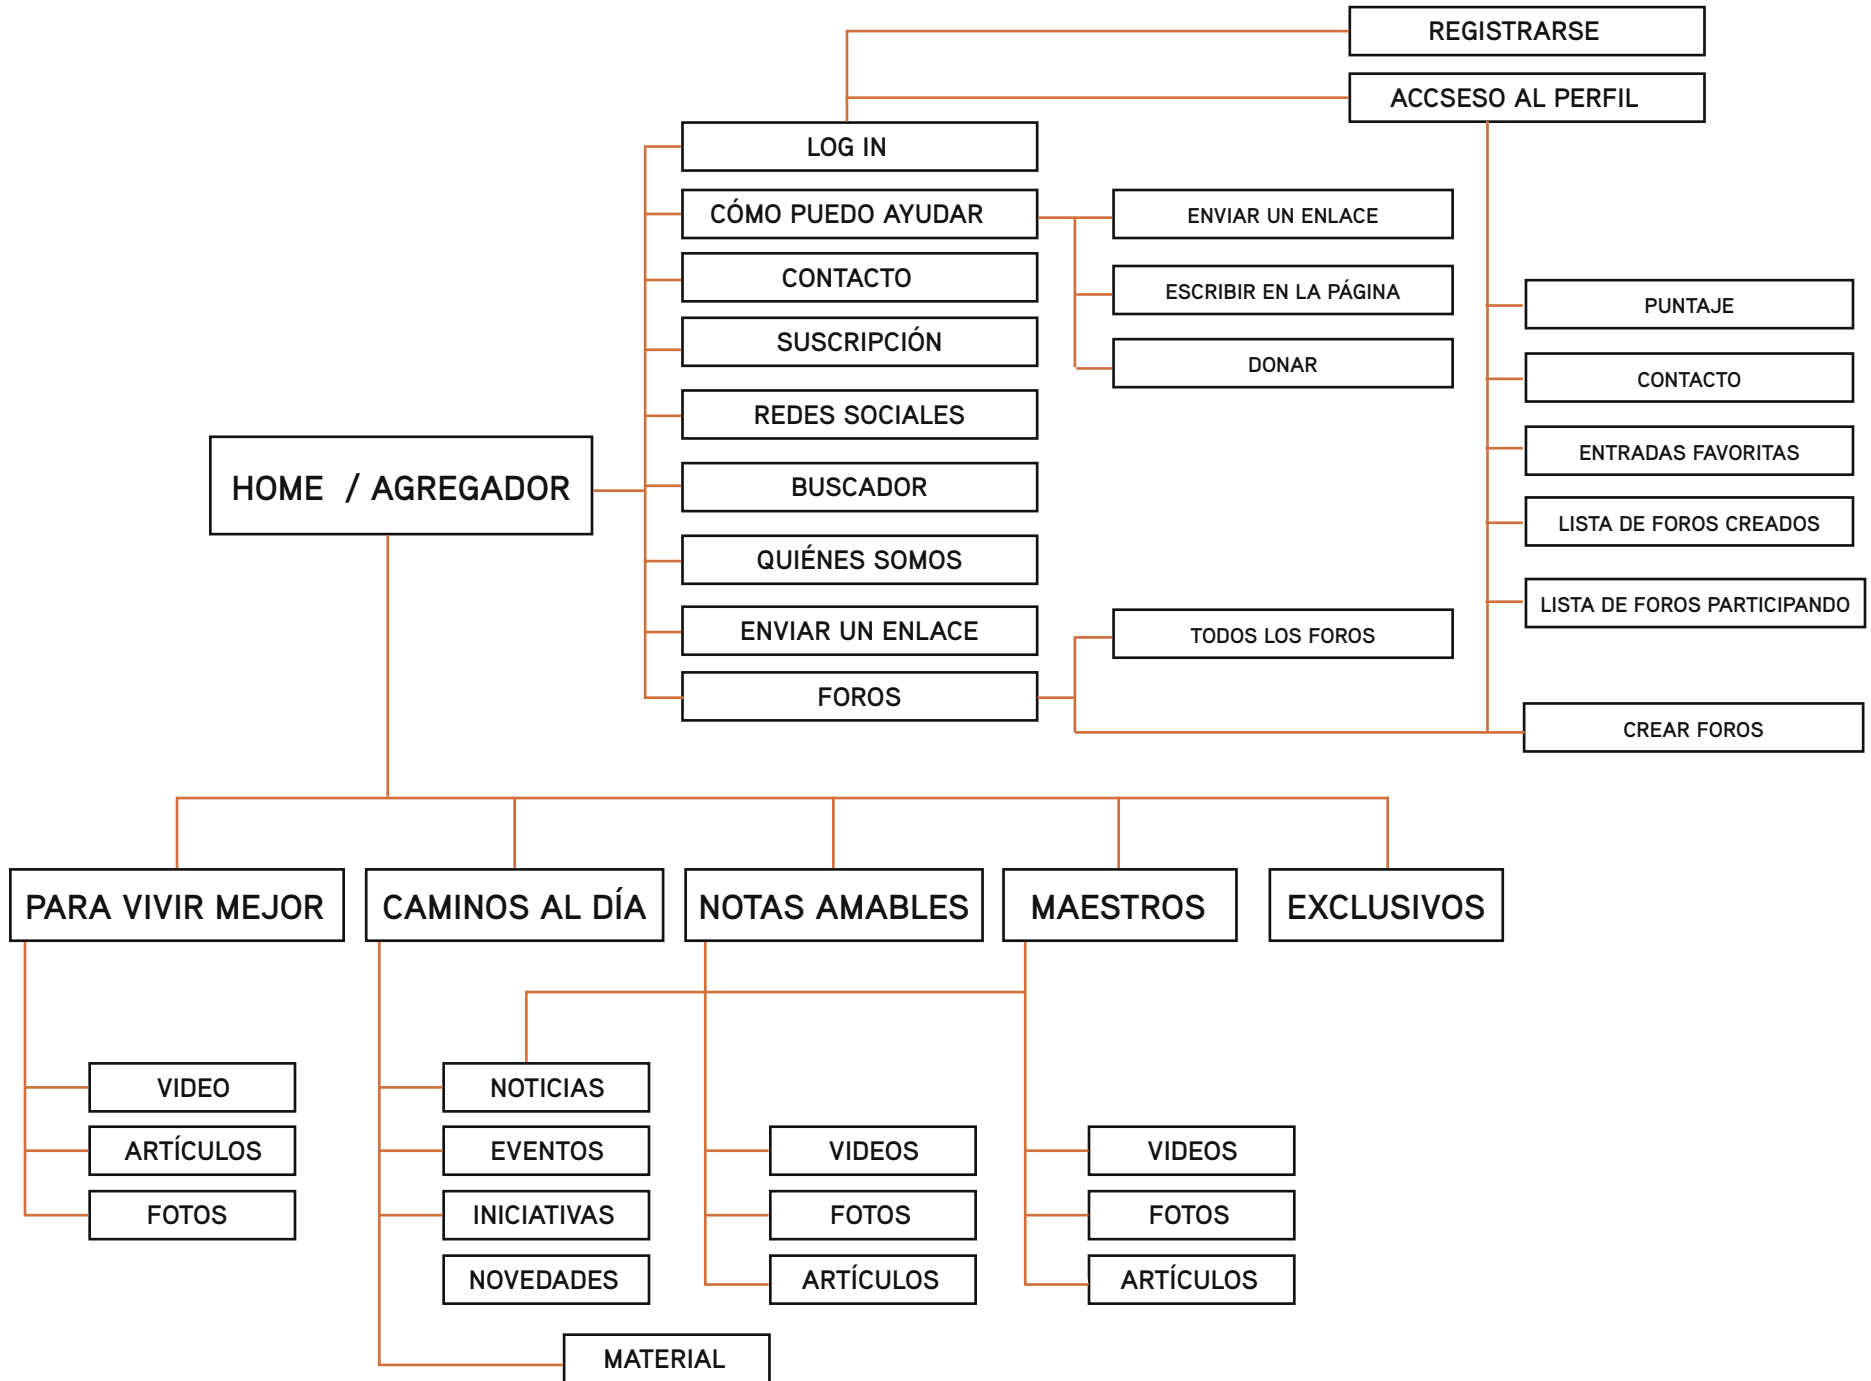 REGISTRARSE
ACCSESO AL PERFIL
LOG IN
CÓMO PUEDO AYUDAR
ENVIAR UN ENLACE
CONTACTO
ESCRIBIR EN LA PÁGINA
PUNTAJE
SUSCRIPCIÓN
DONAR
CONTACTO
REDES SOCIALES
ENTRADAS FAVORITAS
HOME / AGREGADOR
BUSCADOR
LISTA DE FOROS CREADOS
QUIÉNES SOMOS
LISTA DE FOROS PARTICIPANDO
ENVIAR UN ENLACE
TODOS LOS FOROS
FOROS
CREAR FOROS
PARA VIVIR MEJOR
CAMINOS AL DÍA
NOTAS AMABLES
MAESTROS
EXCLUSIVOS
VIDEO
NOTICIAS
ARTÍCULOS
EVENTOS
VIDEOS
VIDEOS
FOTOS
INICIATIVAS
FOTOS
FOTOS
NOVEDADES
ARTÍCULOS
ARTÍCULOS
MATERIAL